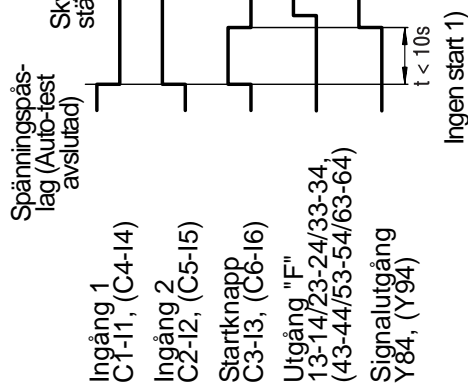 Spänningspås-
lag (Auto-test
avslutad)
Ingång 1
C1-I1, (C4-I4)
Ingång 2
C2-I2, (C5-I5)
Startknapp
C3-I3, (C6-I6)
Utgång "F"
13-14/23-24/33-34,
(43-44/53-54/63-64)
Signalutgång
Y84, (Y94)
t < 10s
Ingen start 1)